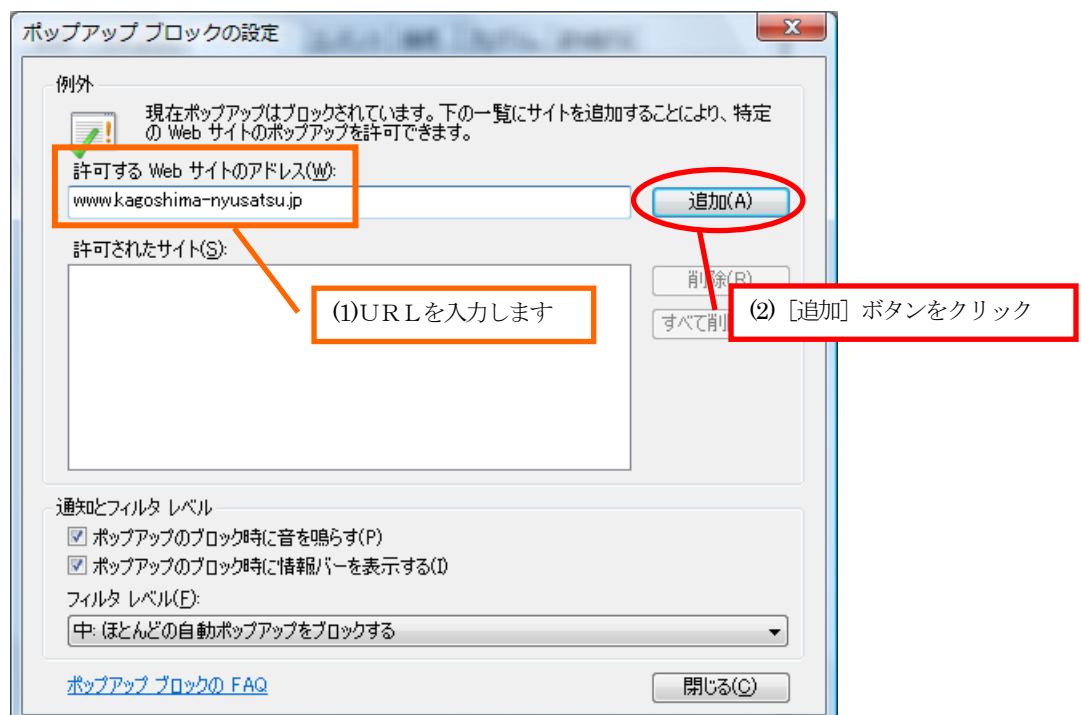 ポップアップ ブロックの設定
例外
現在ポップアップはブロックされています。下の一覧にサイトを追加することにより、特定
の Web サイトのポップアップを許可できます。
許可する Web サイトのアドレス(W):
www.kagoshima-nyusatsu.jp
追加(A)
許可されたサイト(S):
削除(R)
(1)URLを入力します
(2)［追加］ボタンをクリック
すべて削
通知とフィルタ レベル
ポップアップのブロック時に音を鳴らす(P)
ポップアップのブロック時に情報バーを表示する(I)
フィルタ レベル(F):
中: ほとんどの自動ポップアップをブロックする
ポップアップ ブロックの FAQ
閉じる(C)